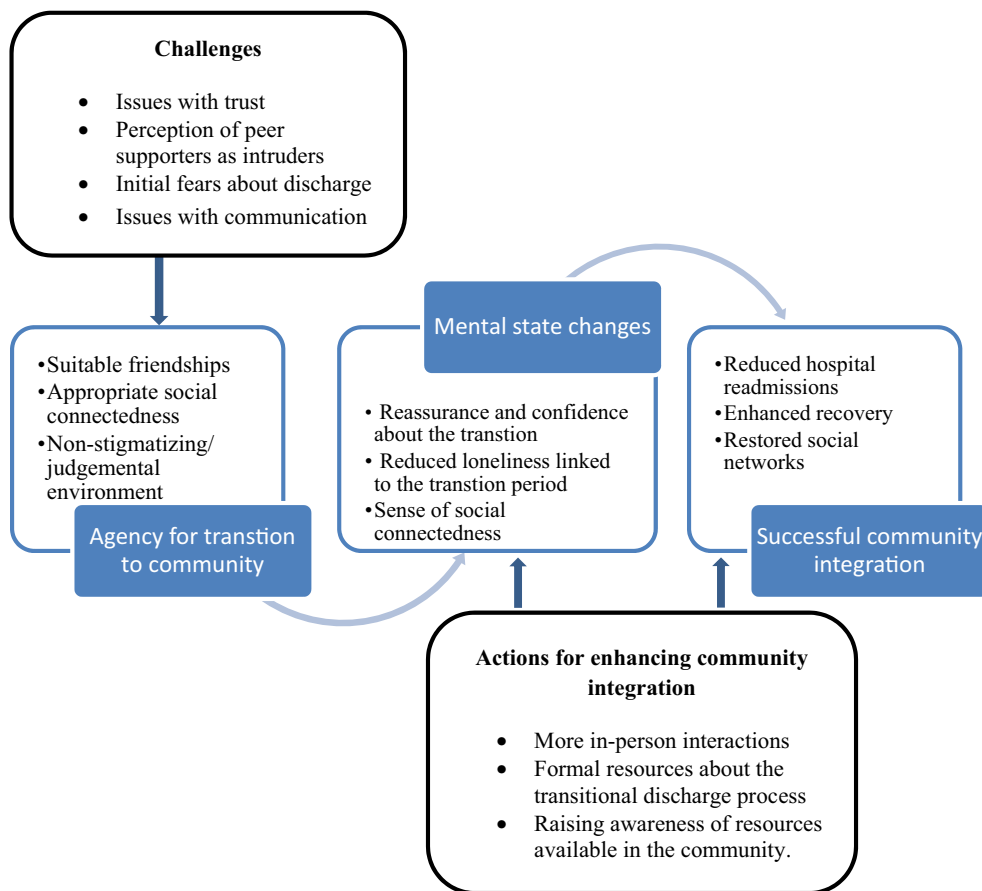 Challenges
• Issues with trust
• Perception of peer
supporters as intruders
• Initial fears about discharge
• Issues with communication
•Suitable friendships
•Appropriate social
connectedness
•Non-stigmatizing/
judgemental
environment
Agency for transtion
to community
Mental state changes
• Reassurance and confidence
about the transtion
•Reduced loneliness linked
to the transtion period
•Sense of social
connectedness
•Reduced hospital
readmissions
•Enhanced recovery
•Restored social
networks
Successful community
integration
Actions for enhancing community
integration
• More in-person interactions
• Formal resources about the
transitional discharge process
• Raising awareness of resources
available in the community.